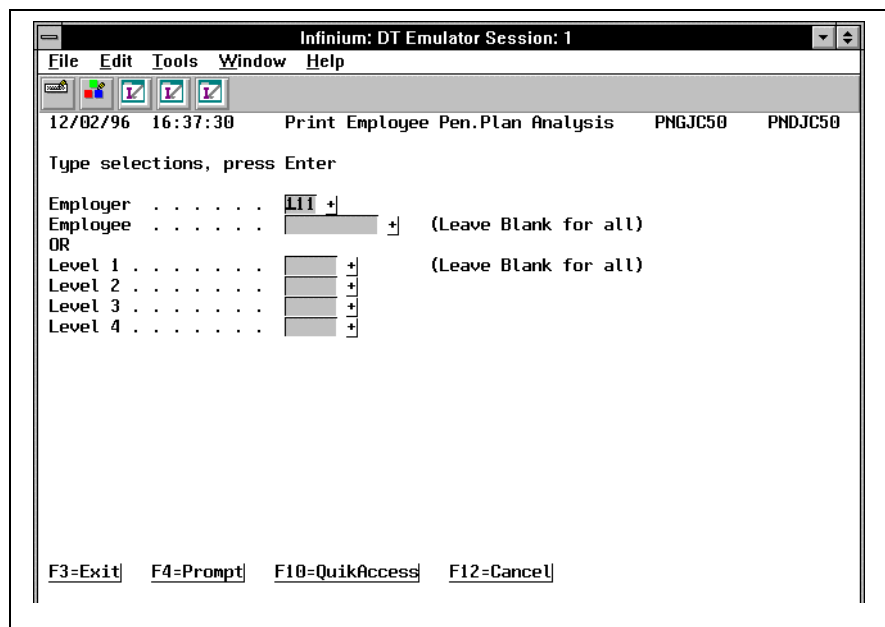 Infinium: DT Emulator Session: 1
File Edit Tools Window Help
12/02/96 16:37:30 Print Employee Pen.Plan Analysis PNGJC50 PNDJC50
Type selections, press Enter
Employer . . . . . . 111 +
Employee . . . . . . + (Leave Blank for all)
OR
Level 1 . . . . . . . + (Leave Blank for all)
Level 2 . . . . . . . +
Level 3 . . . . . . . +
Level 4 . . . . . . . +
F3=Exit F4=Prompt F10=QuikAccess F12=Cancel